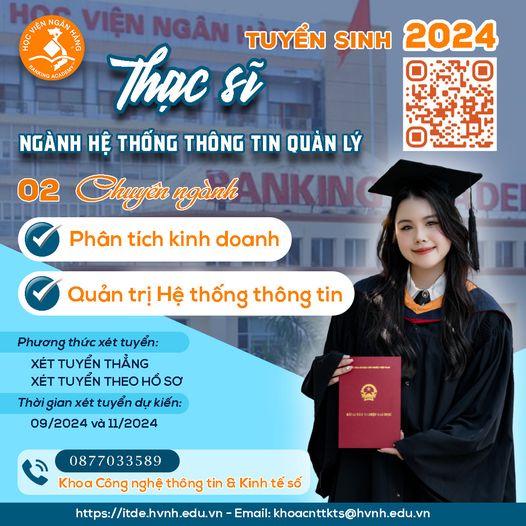 HỌC VIỆN NGÂN HÀNG
BANKING ACADEMY
TUYỂN SINH 2024
Thạc sĩ
NGÀNH HỆ THỐNG THÔNG TIN QUẢN LÝ
02 Chuyên ngành
Phân tích kinh doanh
Quản trị Hệ thống thông tin
Phương thức xét tuyển:
XÉT TUYỂN THẲNG
XÉT TUYỂN THEO HỒ SƠ
Thời gian xét tuyển dự kiến:
09/2024 và 11/2024
0877033589
Khoa Công nghệ thông tin & Kinh tế số
https://itde.hvnh.edu.vn - Email: khoacnttkts@hvnh.edu.vn